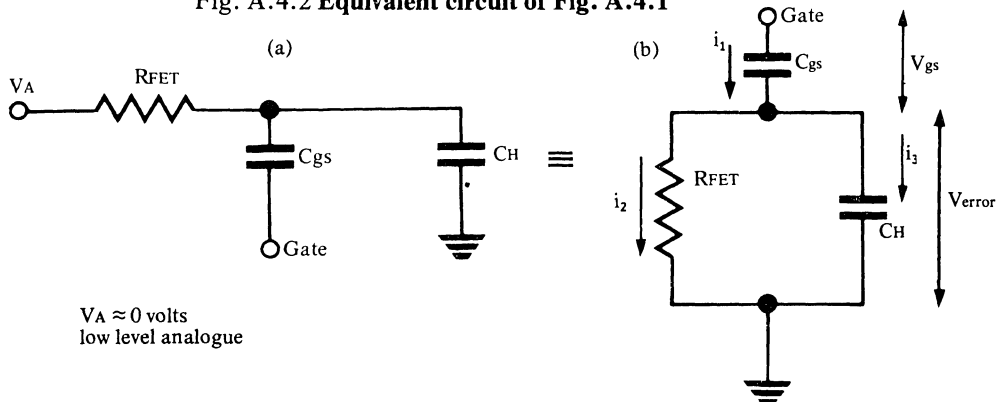 Fig. A.4.2 Equivalent circuit of Fig. A.4.1
(a)
VA
RFET
Cgs
CH
Gate
≡
VA ≈ 0 volts
low level analogue
(b)
Gate
i1
Cgs
Vgs
i2
RFET
i3
CH
Verror